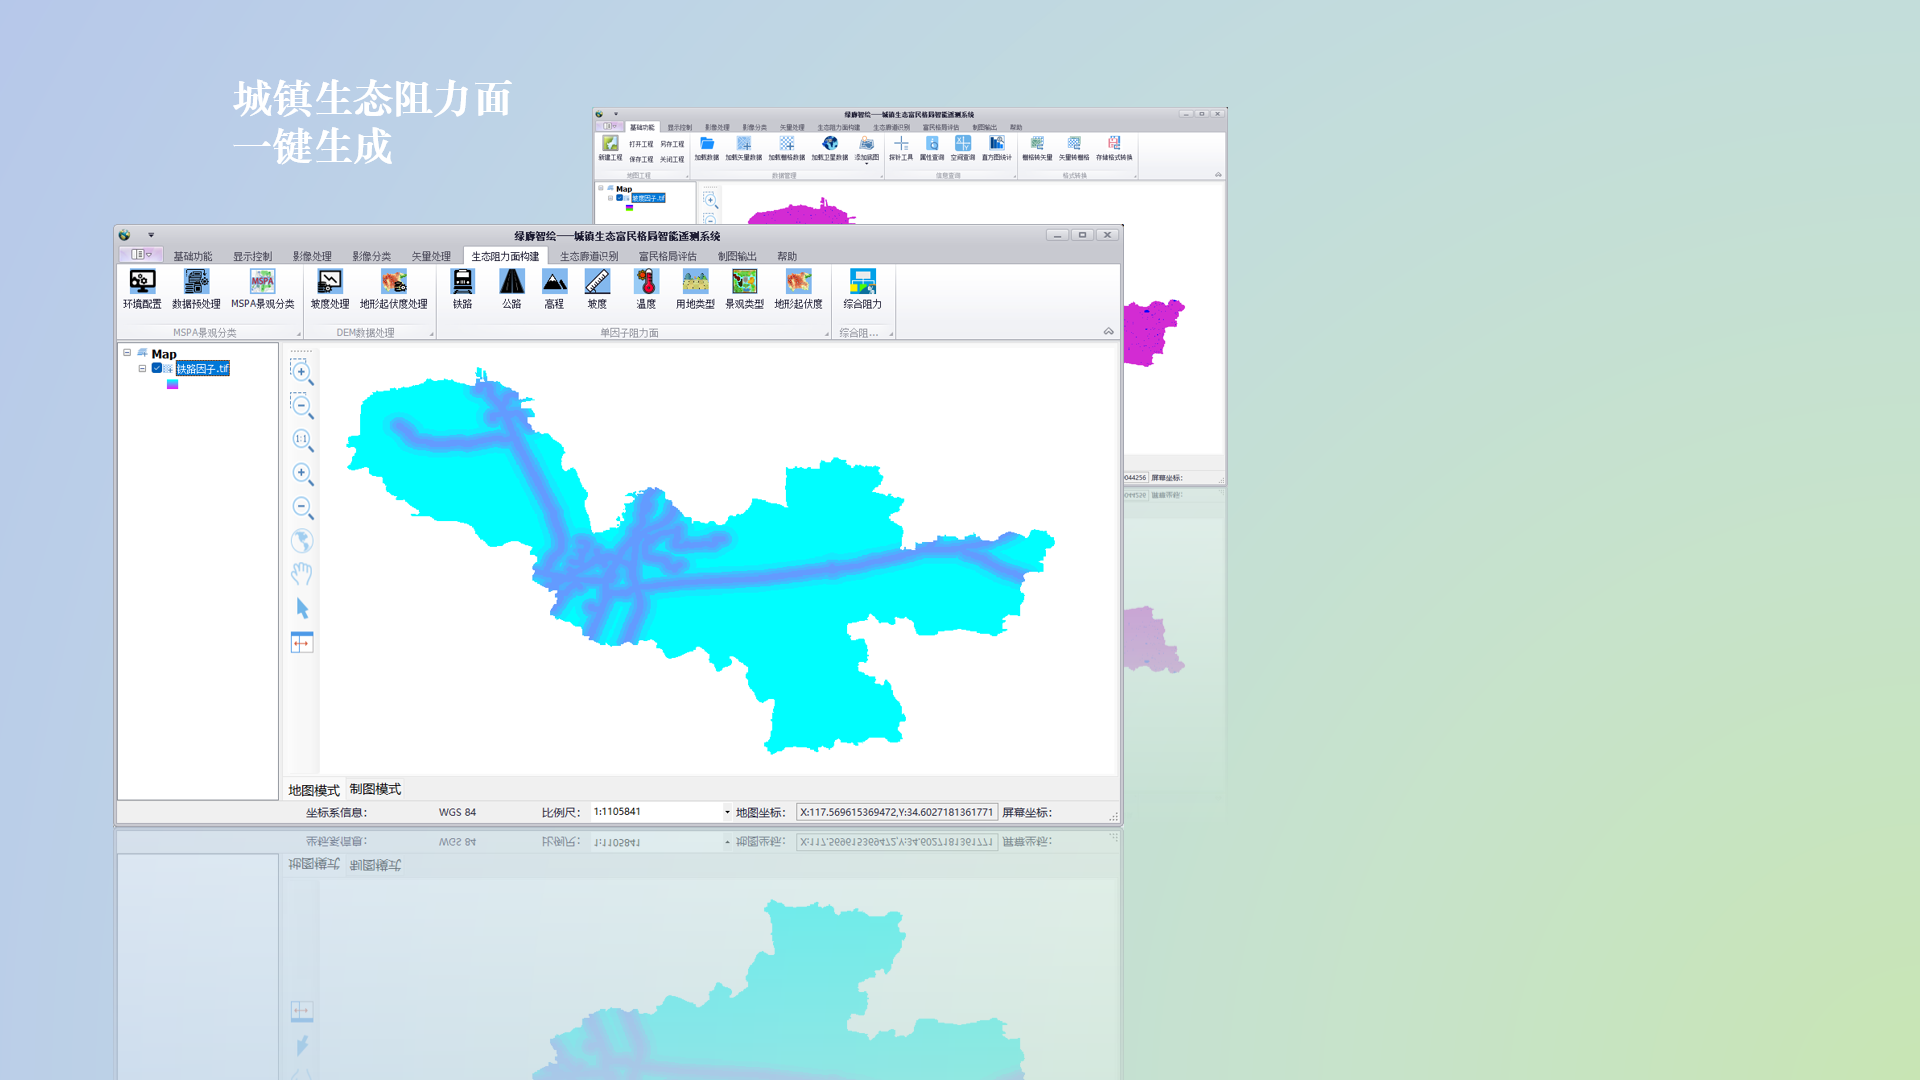 城镇生态阻力面
一键生成
绿廊智绘——城镇生态富民格局智能遥测系统
基础功能 显示控制 影像处理 影像分类 矢量处理 生态阻力面构建 生态廊道识别 富民格局评估 制图输出 帮助
新建工程 打开工程 另存工程 保存工程 关闭工程 加载数据 加载矢量数据 加载栅格数据 加载卫星数据 添加底图 探针工具 属性查询 空间查询 直方图统计 栅格转矢量 矢量转栅格 存储格式转换
地图工程 数据管理 信息查询 格式转换
Map
坡度因子.tif
044256 屏幕坐标:
绿廊智绘——城镇生态富民格局智能遥测系统
基础功能 显示控制 影像处理 影像分类 矢量处理 生态阻力面构建 生态廊道识别 富民格局评估 制图输出 帮助
环境配置 数据预处理 MSPA景观分类 坡度处理 地形起伏度处理 铁路 公路 高程 坡度 温度 用地类型 景观类型 地形起伏度 综合阻力
MSPA景观分类 DEM数据处理 单因子阻力面 综合阻...
Map
铁路因子.tif
1:1
地图模式 制图模式
坐标系信息: WGS 84 比例尺: 1:1105841 地图坐标: X:117.569615369472,Y:34.6027181361771 屏幕坐标: